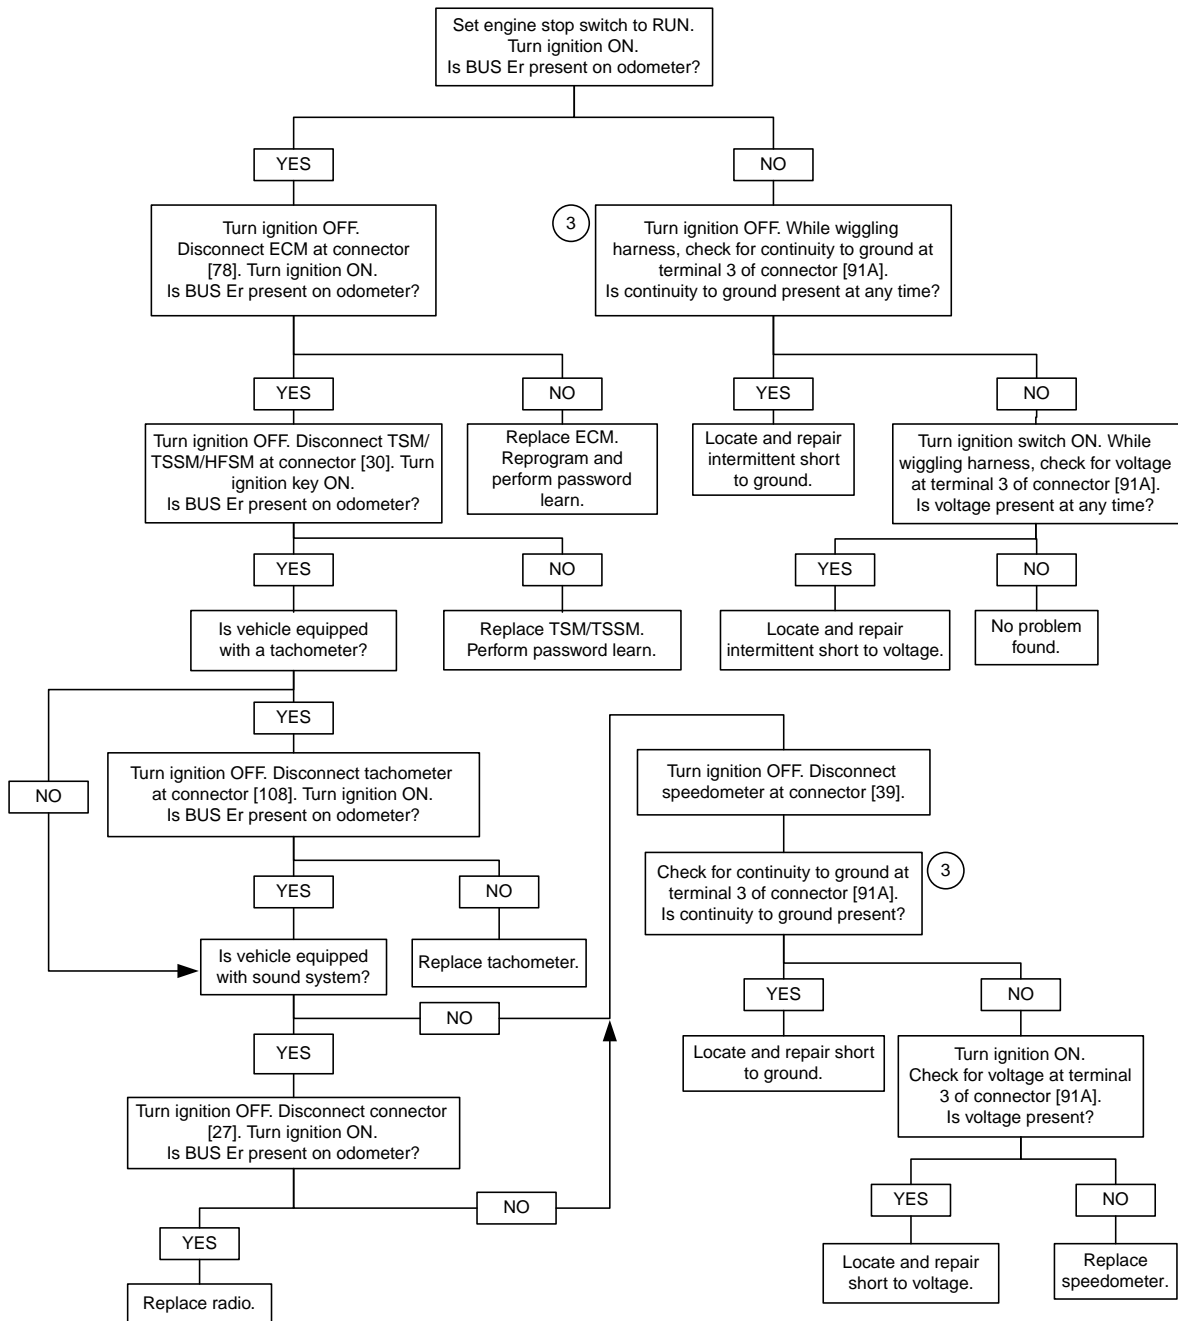 Set engine stop switch to RUN.
Turn ignition ON.
Is BUS Er present on odometer?
YES
NO
Turn ignition OFF.
Disconnect ECM at connector
[78]. Turn ignition ON.
Is BUS Er present on odometer?
3
Turn ignition OFF. While wiggling
harness, check for continuity to ground at
terminal 3 of connector [91A].
Is continuity to ground present at any time?
YES
NO
YES
NO
Turn ignition OFF. Disconnect TSM/
TSSM/HFSM at connector [30]. Turn
ignition key ON.
Is BUS Er present on odometer?
Replace ECM.
Reprogram and
perform password
learn.
Locate and repair
intermittent short
to ground.
Turn ignition switch ON. While
wiggling harness, check for voltage
at terminal 3 of connector [91A].
Is voltage present at any time?
YES
NO
YES
NO
Is vehicle equipped
with a tachometer?
Replace TSM/TSSM.
Perform password learn.
Locate and repair
intermittent short to voltage.
No problem
found.
YES
NO
Turn ignition OFF. Disconnect tachometer
at connector [108]. Turn ignition ON.
Is BUS Er present on odometer?
Turn ignition OFF. Disconnect
speedometer at connector [39].
YES
NO
Check for continuity to ground at
terminal 3 of connector [91A].
Is continuity to ground present?
3
Is vehicle equipped
with sound system?
Replace tachometer.
YES
NO
NO
YES
Locate and repair short
to ground.
Turn ignition ON.
Check for voltage at terminal
3 of connector [91A].
Is voltage present?
Turn ignition OFF. Disconnect connector
[27]. Turn ignition ON.
Is BUS Er present on odometer?
YES
NO
NO
YES
Locate and repair
short to voltage.
Replace
speedometer.
Replace radio.